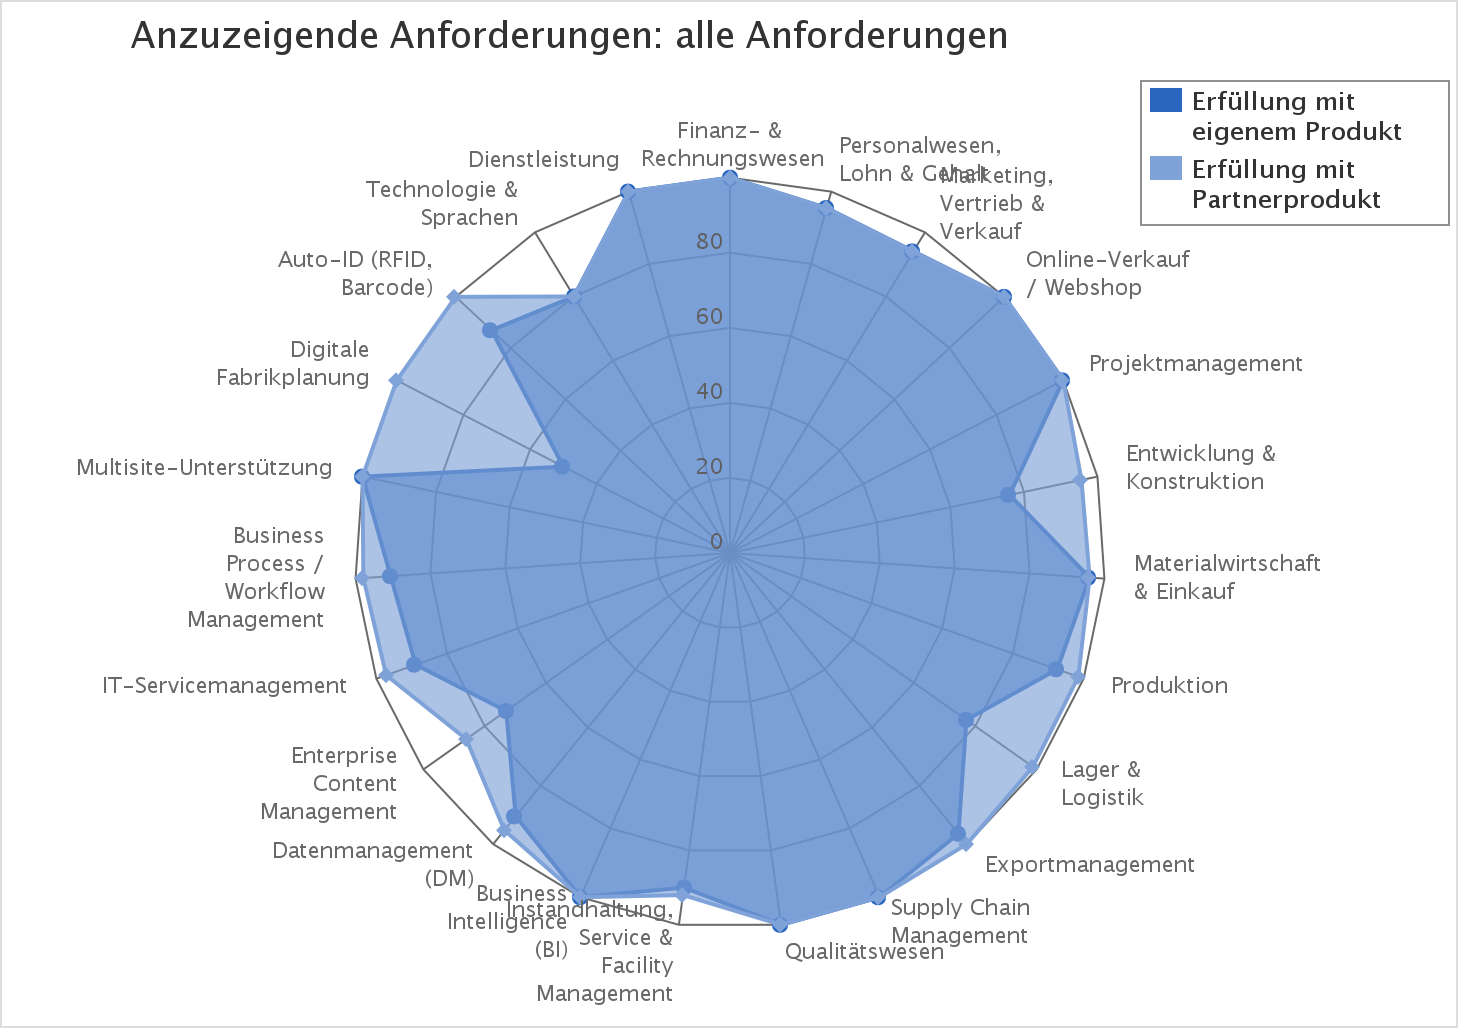 Anzuzeigende Anforderungen: alle Anforderungen
Erfüllung mit
eigenem Produkt
Erfüllung mit
Partnerprodukt
Finanz- &
Rechnungswesen
Personalwesen,
Lohn & Gehalt
Marketing,
Vertrieb &
Verkauf
Online-Verkauf
/ Webshop
Projektmanagement
Entwicklung &
Konstruktion
Materialwirtschaft
& Einkauf
Produktion
Lager &
Logistik
Exportmanagement
Supply Chain
Management
Qualitätswesen
Instandhaltung,
Service &
Facility
Management
Business
Intelligence
(BI)
Datenmanagement
(DM)
Enterprise
Content
Management
IT-Servicemanagement
Business
Process /
Workflow
Management
Multisite-Unterstützung
Digitale
Fabrikplanung
Auto-ID (RFID,
Barcode)
Technologie &
Sprachen
Dienstleistung
80
60
40
20
0